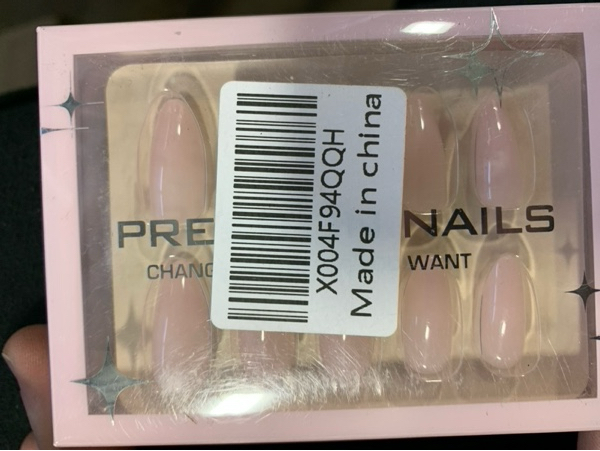 PRE NAILS
CHANG WANT
X004F94QQH
Made in china